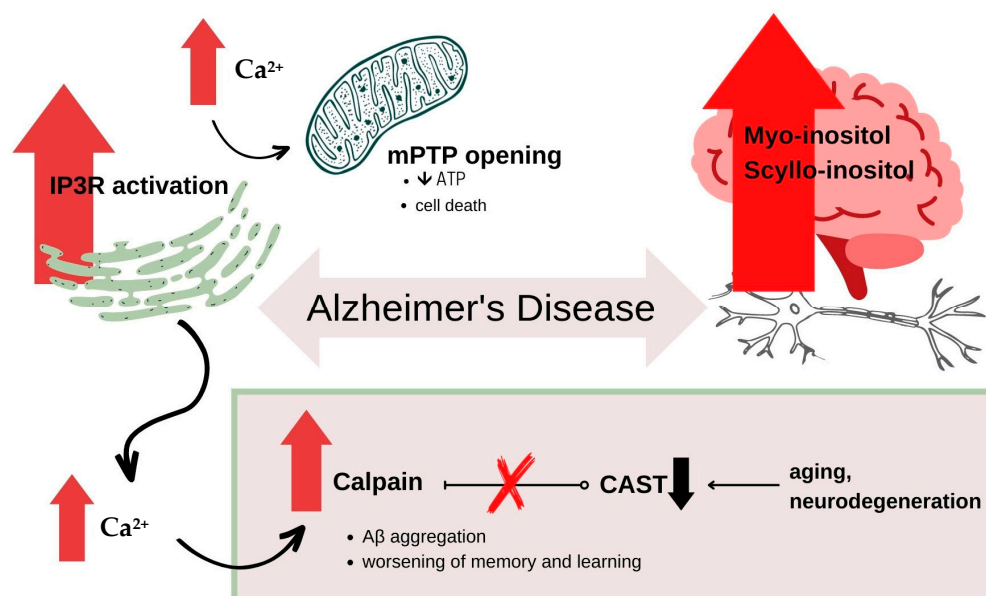 Ca²⁺
mPTP opening
• ↓ ATP
• cell death
IP3R activation
Myo-inositol
Scyllo-inositol
Alzheimer's Disease
Ca²⁺
Calpain
CAST
aging,
neurodegeneration
• Aβ aggregation
• worsening of memory and learning